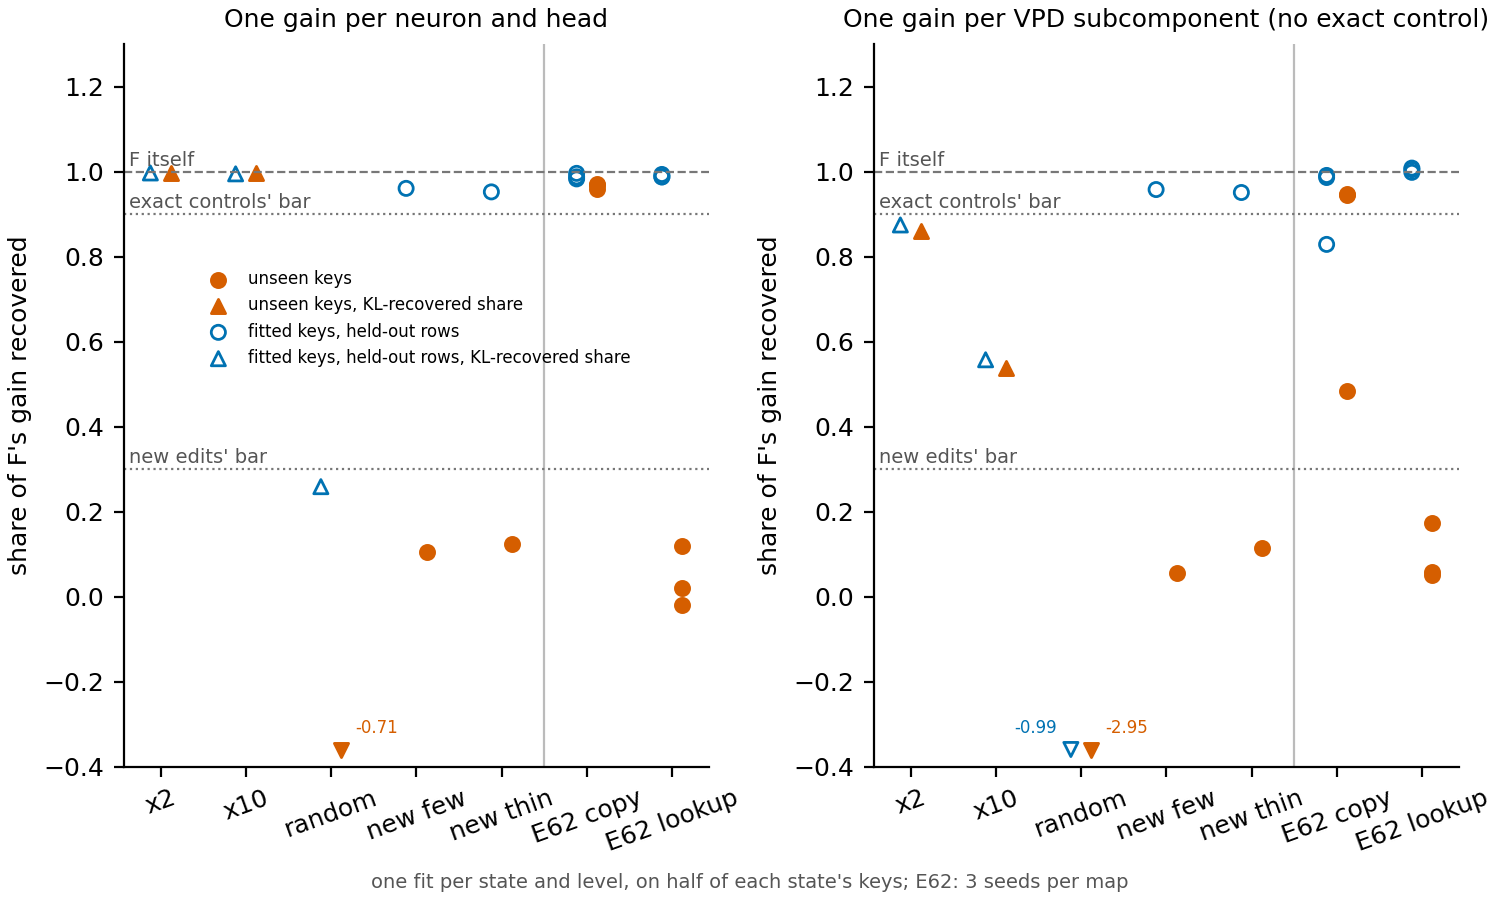 One gain per neuron and head
share of F's gain recovered
1.2
1.0
0.8
0.6
0.4
0.2
0.0
−0.2
−0.4
F itself
exact controls' bar
unseen keys
unseen keys, KL-recovered share
fitted keys, held-out rows
fitted keys, held-out rows, KL-recovered share
new edits' bar
-0.71
x2
x10
random
new few
new thin
E62 copy
E62 lookup
One gain per VPD subcomponent (no exact control)
share of F's gain recovered
1.2
1.0
0.8
0.6
0.4
0.2
0.0
−0.2
−0.4
F itself
exact controls' bar
new edits' bar
-0.99
-2.95
x2
x10
random
new few
new thin
E62 copy
E62 lookup
one fit per state and level, on half of each state's keys; E62: 3 seeds per map